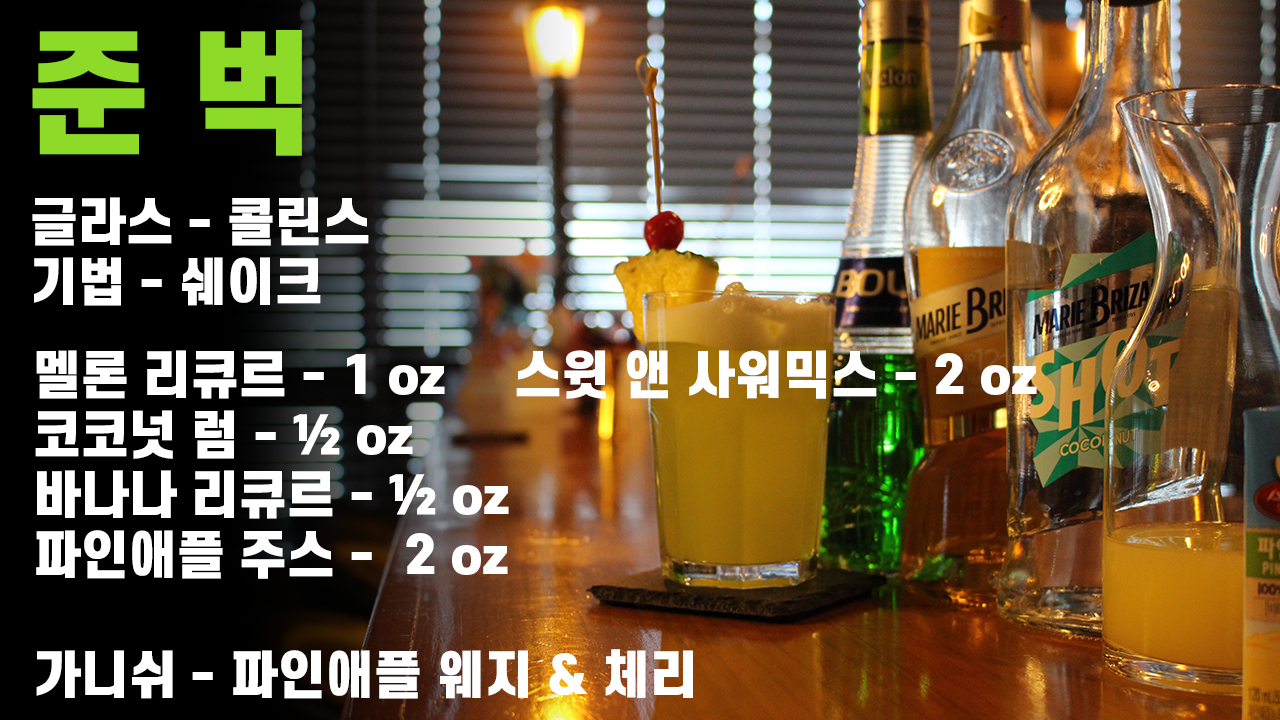 준 벅
글라스 - 콜린스
기법 - 쉐이크
멜론 리큐르 - 1 oz 스윗 앤 사워믹스 - 2 oz
코코넛 럼 - ½ oz
바나나 리큐르 - ½ oz
파인애플 주스 - 2 oz
가니쉬 - 파인애플 웨지 & 체리
BOU
MARIE BRI
MARIE BRIZA
SHOT
COCONUT